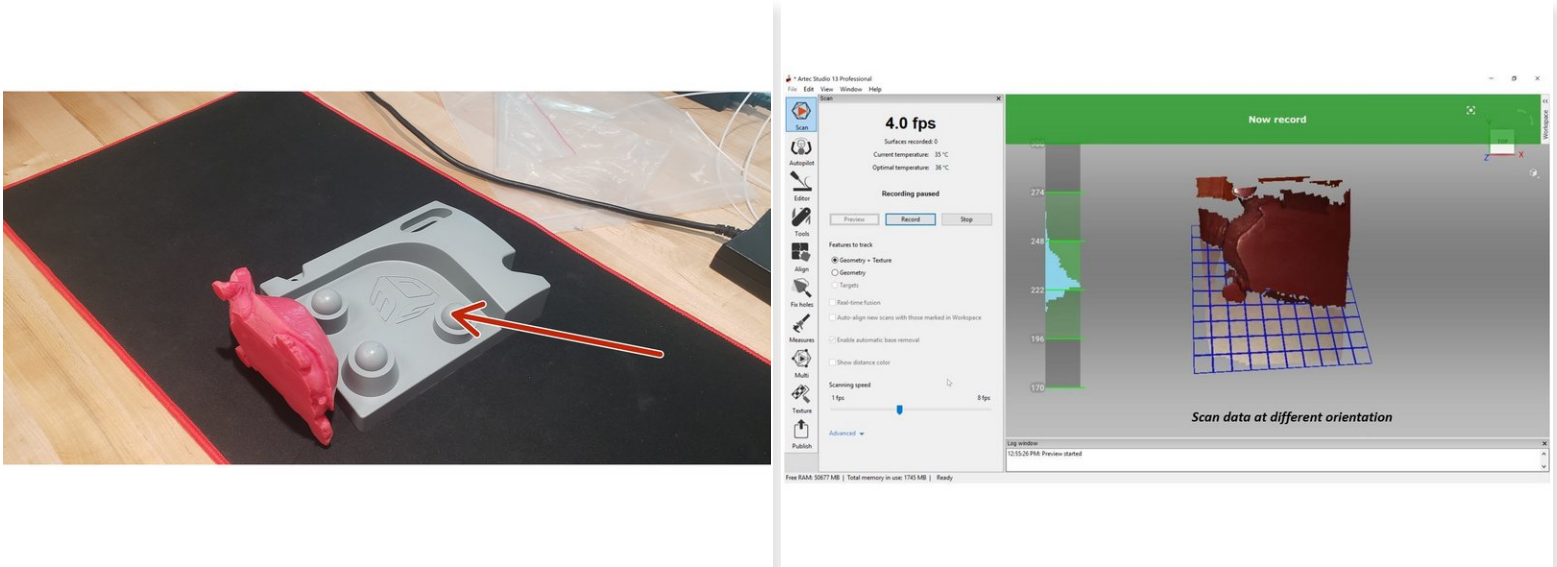 * Artec Studio 13 Professional
File Edit View Window Help
Scan
Scan
Autopilot
Editor
Tools
Align
Fix holes
Measures
Multi
Texture
Publish
4.0 fps
Surfaces recorded: 0
Current temperature: 35 °C
Optimal temperature: 36 °C
Recording paused
Preview Record Stop
Features to track
Geometry + Texture
Geometry
Targets
Real-time fusion
Auto-align new scans with those marked in Workspace
Enable automatic base removal
Show distance color
Scanning speed
1 fps 8 fps
Advanced
Now record
Workspace
Z X
274
248
222
196
170
Scan data at different orientation
Log window
12:55:26 PM: Preview started
Free RAM: 50677 MB | Total memory in use: 1745 MB | Ready